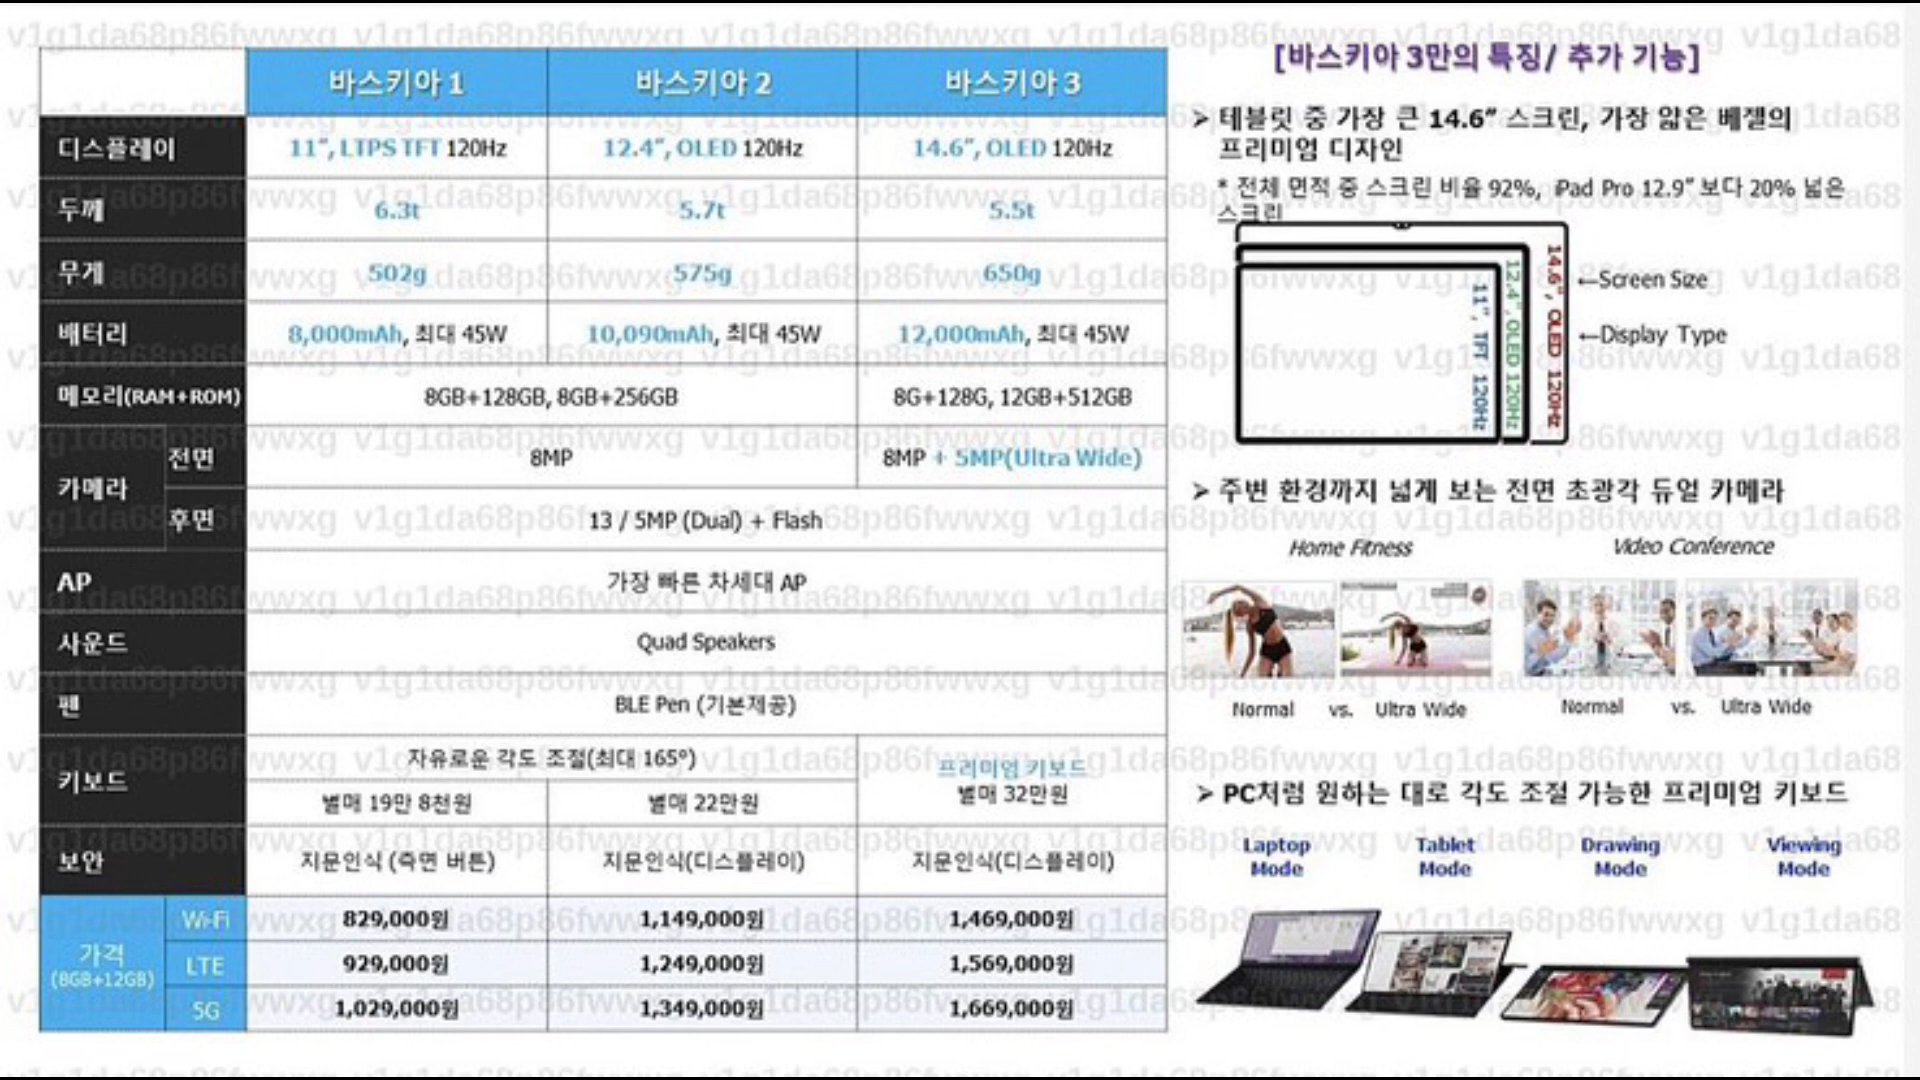 바스키아 1 바스키아 2 바스키아 3
디스플레이 11”, LTPS TFT 120Hz 12.4”, OLED 120Hz 14.6”, OLED 120Hz
두께 6.3t 5.7t 5.5t
무게 502g 575g 650g
배터리 8,000mAh, 최대 45W 10,090mAh, 최대 45W 12,000mAh, 최대 45W
메모리(RAM+ROM) 8GB+128GB, 8GB+256GB 8G+128G, 12GB+512GB
카메라 전면 8MP 8MP + 5MP(Ultra Wide)
후면 13 / 5MP (Dual) + Flash
AP 가장 빠른 차세대 AP
사운드 Quad Speakers
펜 BLE Pen (기본제공)
키보드 자유로운 각도 조절(최대 165°) 프리미엄 키보드
별매 19만 8천원 별매 22만원 별매 32만원
보안 지문인식 (측면 버튼) 지문인식(디스플레이) 지문인식(디스플레이)
가격
(8GB+12GB)
Wi-Fi 829,000원 1,149,000원 1,469,000원
LTE 929,000원 1,249,000원 1,569,000원
5G 1,029,000원 1,349,000원 1,669,000원
[바스키아 3만의 특징/ 추가 기능]
➢ 테블릿 중 가장 큰 14.6” 스크린, 가장 얇은 베젤의
프리미엄 디자인
* 전체 면적 중 스크린 비율 92%, iPad Pro 12.9” 보다 20% 넓은
스크린
11”, TFT 120Hz
12.4”, OLED 120Hz
14.6”, OLED 120Hz
←Screen Size
←Display Type
➢ 주변 환경까지 넓게 보는 전면 초광각 듀얼 카메라
Home Fitness Video Conference
Normal vs. Ultra Wide Normal vs. Ultra Wide
➢ PC처럼 원하는 대로 각도 조절 가능한 프리미엄 키보드
Laptop
Mode
Tablet
Mode
Drawing
Mode
Viewing
Mode
v1g1da68p86fwwxg v1g1da68p86fwwxg v1g1da68p86fwwxg v1g1da68p86fwwxg v1g1da68p86fwwxg v1g1da68